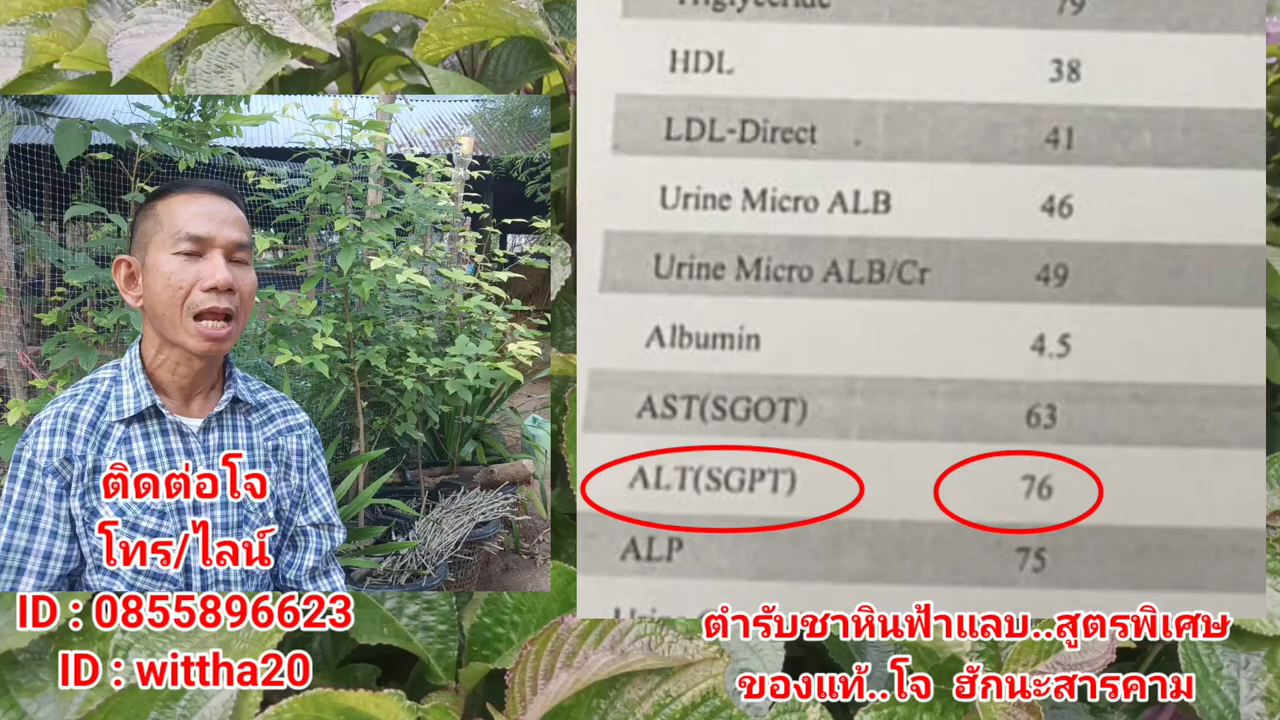 Triglyceride 79
HDL 38
LDL-Direct 41
Urine Micro ALB 46
Urine Micro ALB/Cr 49
Albumin 4.5
AST(SGOT) 63
ALT(SGPT) 76
ALP 75
ติดต่อโจ
โทร/ไลน์
ID : 0855896623
ID : wittha20
ตำรับชาหินฟ้าแลบ..สูตรพิเศษ
ของแท้..โจ ฮักนะสารคาม